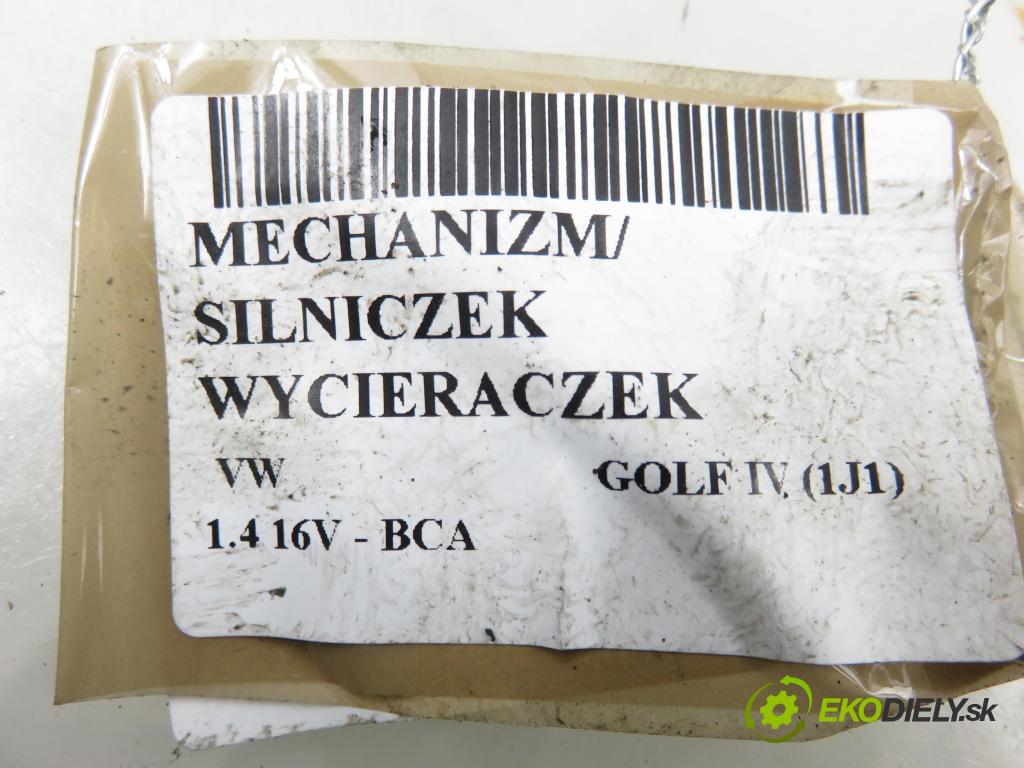 MECHANIZM/
SILNICZEK
WYCIERACZEK
VW GOLF IV (1J1)
1.4 16V - BCA
EKODIELY.sk